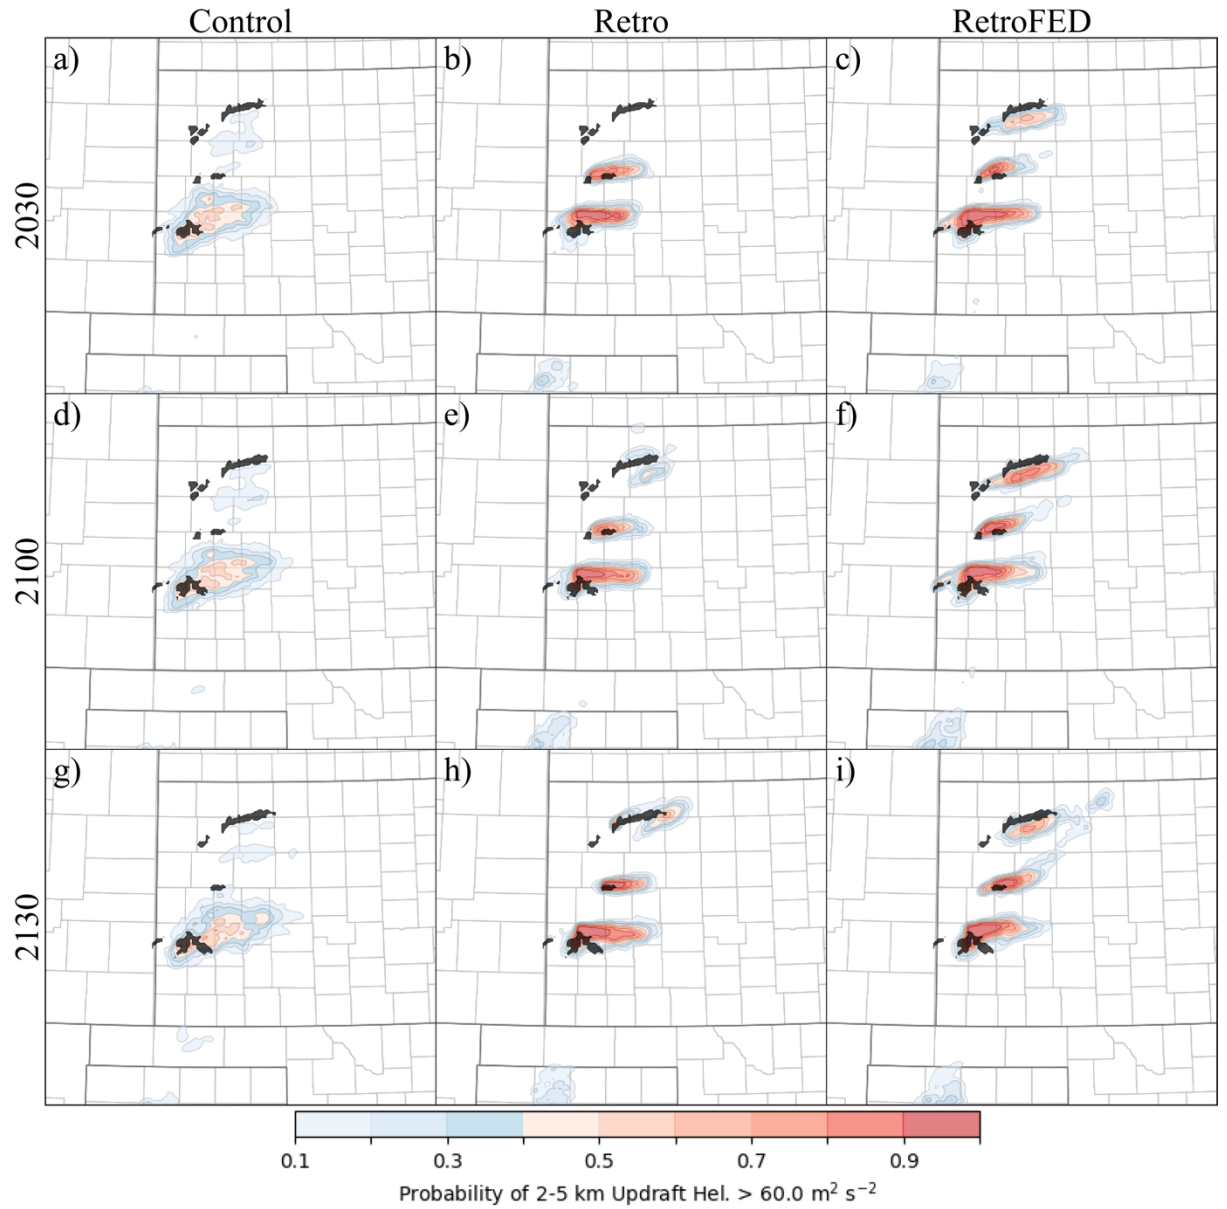 Control Retro RetroFED
a) b) c)
2030
d) e) f)
2100
g) h) i)
2130
0.1 0.3 0.5 0.7 0.9
Probability of 2-5 km Updraft Hel. > 60.0 m² s⁻²